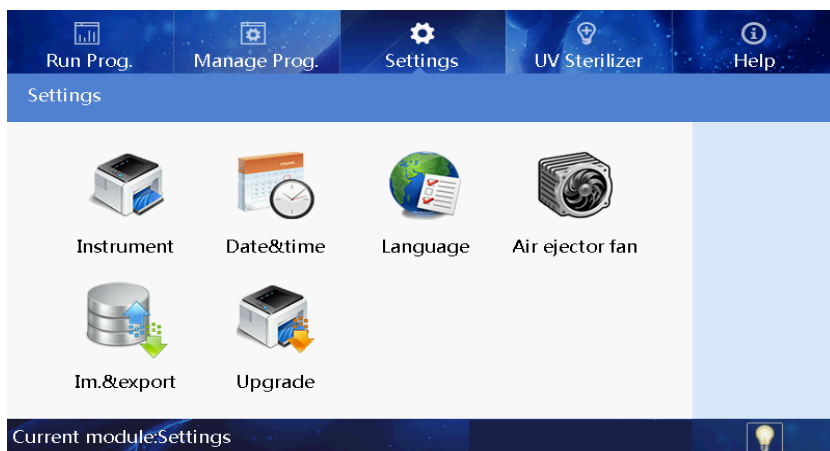 Run Prog. Manage Prog. Settings UV Sterilizer Help
Settings
Instrument Date&time Language Air ejector fan
Im.&export Upgrade
Current module:Settings